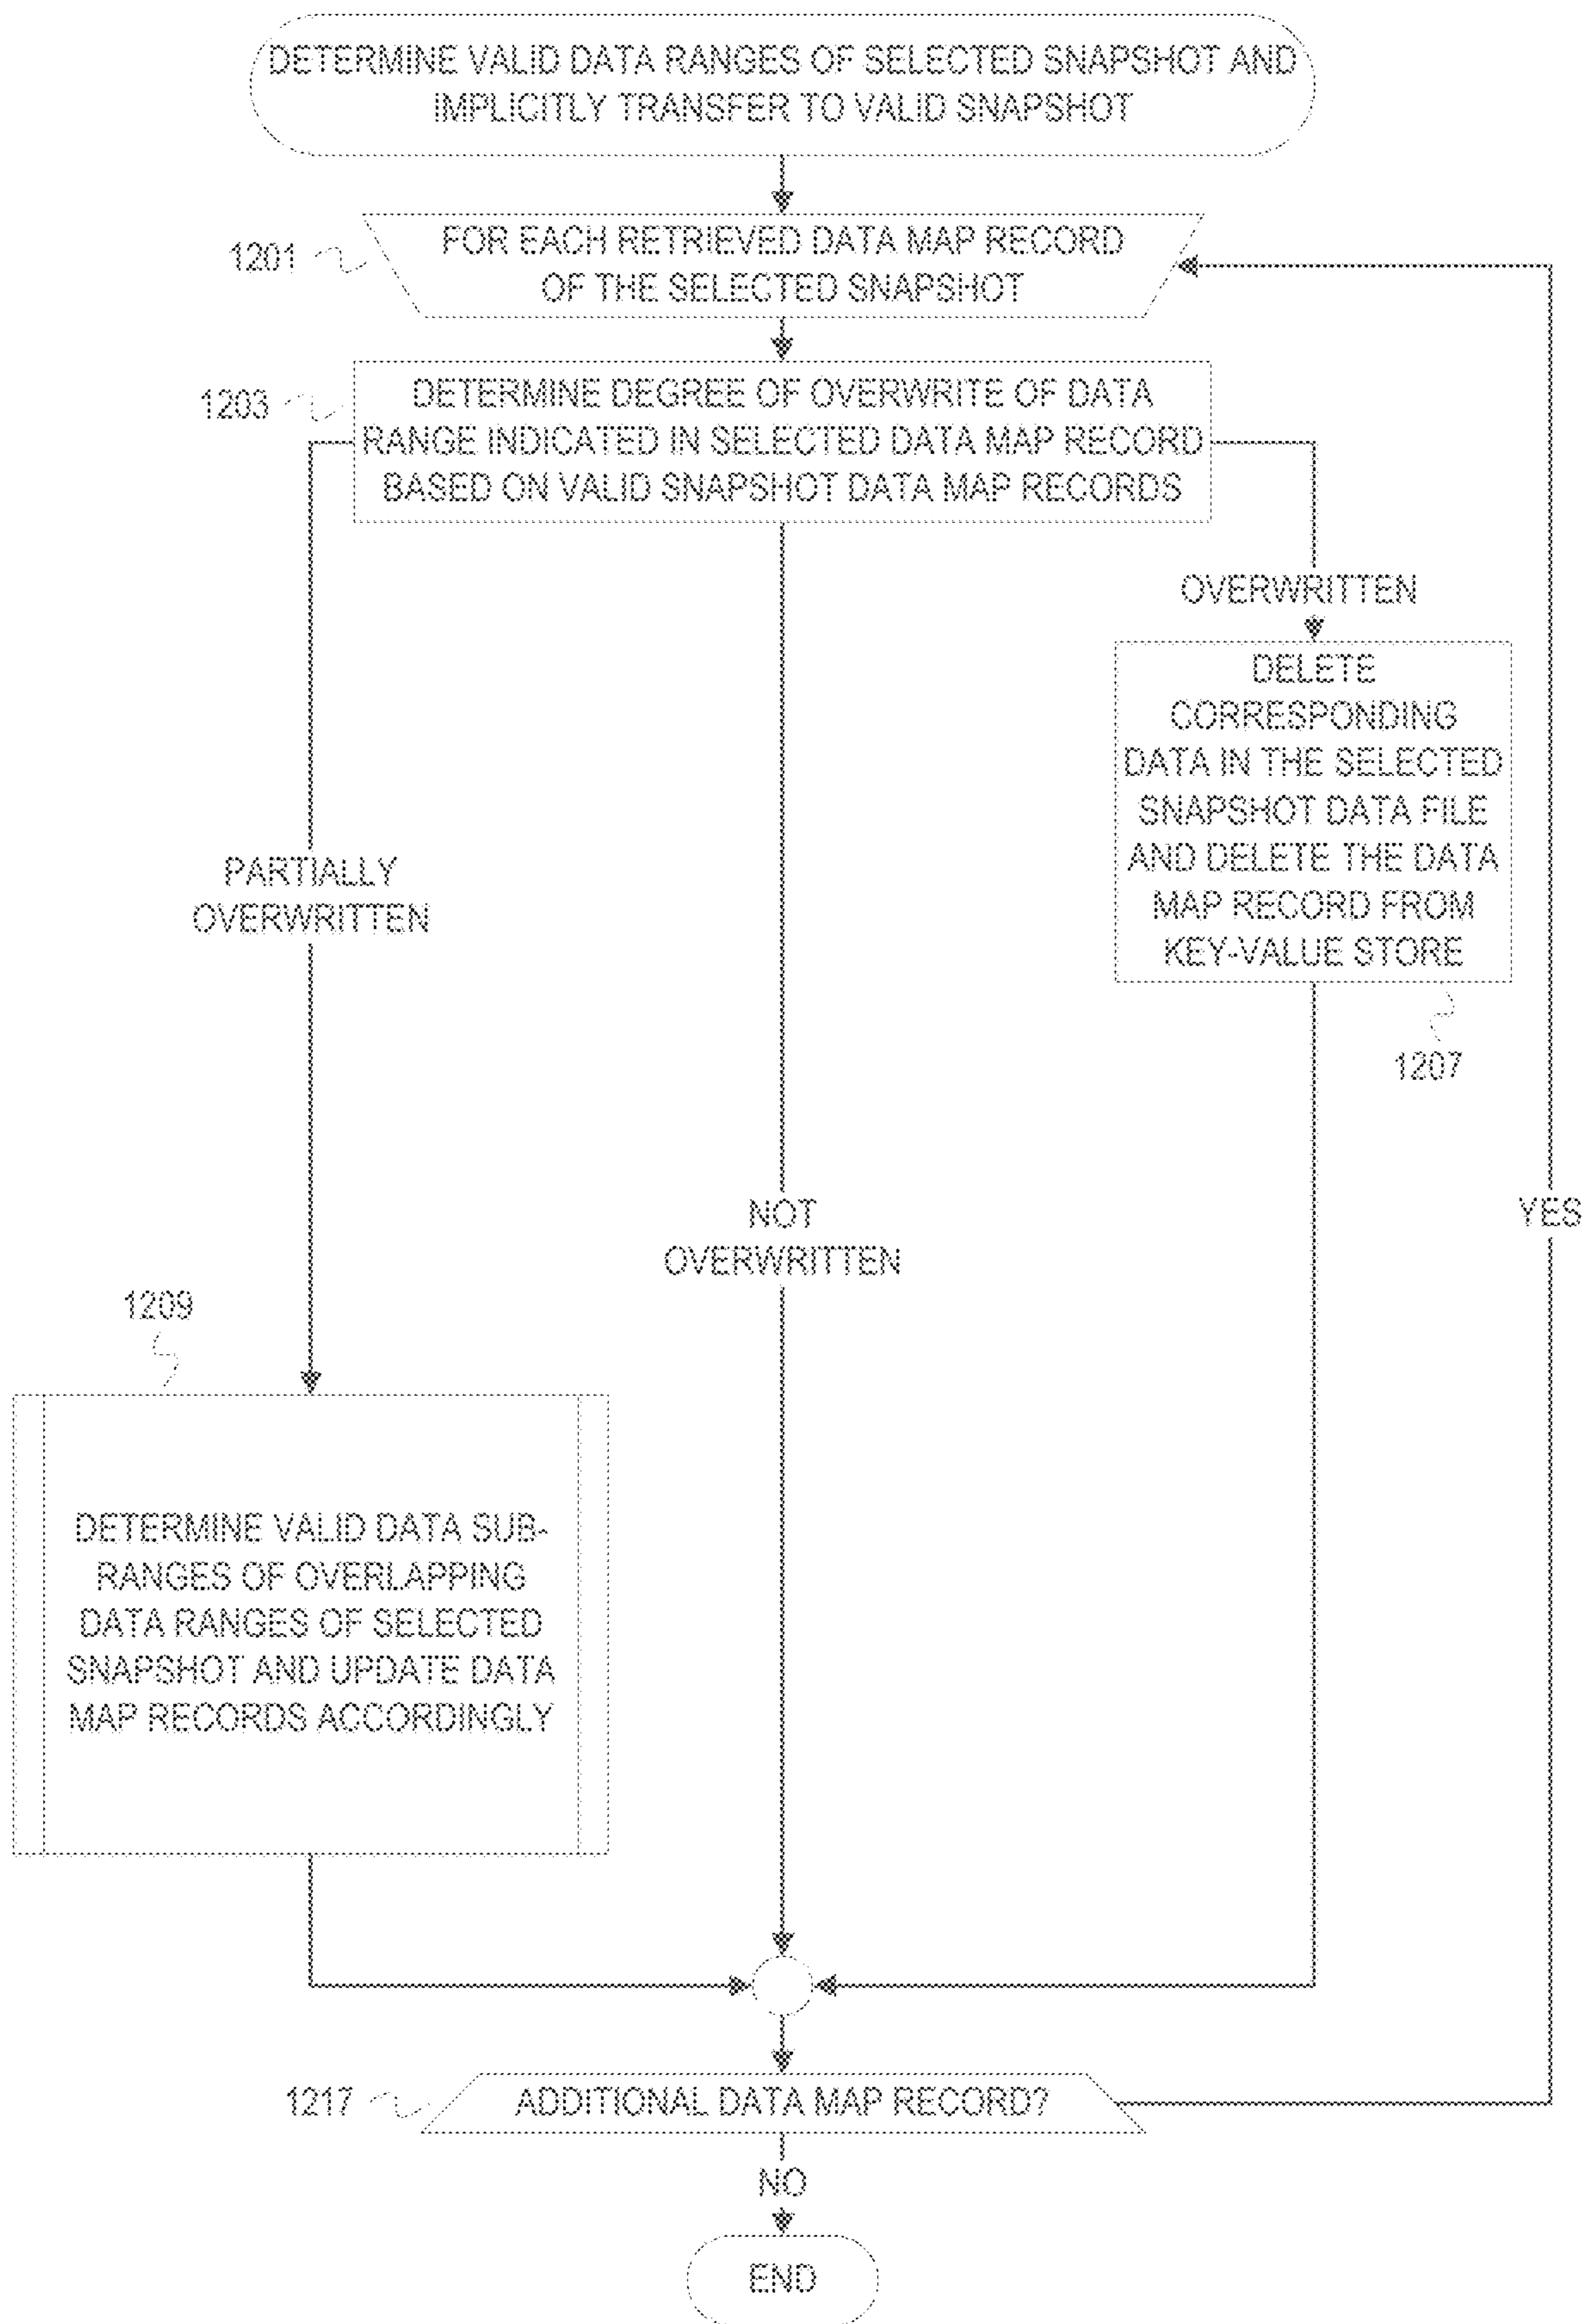 DETERMINE VALID DATA RANGES OF SELECTED SNAPSHOT AND
IMPLICITLY TRANSFER TO VALID SNAPSHOT
1201
FOR EACH RETRIEVED DATA MAP RECORD
OF THE SELECTED SNAPSHOT
1203
DETERMINE DEGREE OF OVERWRITE OF DATA
RANGE INDICATED IN SELECTED DATA MAP RECORD
BASED ON VALID SNAPSHOT DATA MAP RECORDS
OVERWRITTEN
DELETE
CORRESPONDING
DATA IN THE SELECTED
SNAPSHOT DATA FILE
AND DELETE THE DATA
MAP RECORD FROM
KEY-VALUE STORE
1207
PARTIALLY
OVERWRITTEN
NOT
OVERWRITTEN
YES
1209
DETERMINE VALID DATA SUB-
RANGES OF OVERLAPPING
DATA RANGES OF SELECTED
SNAPSHOT AND UPDATE DATA
MAP RECORDS ACCORDINGLY
1217
ADDITIONAL DATA MAP RECORD?
NO
END